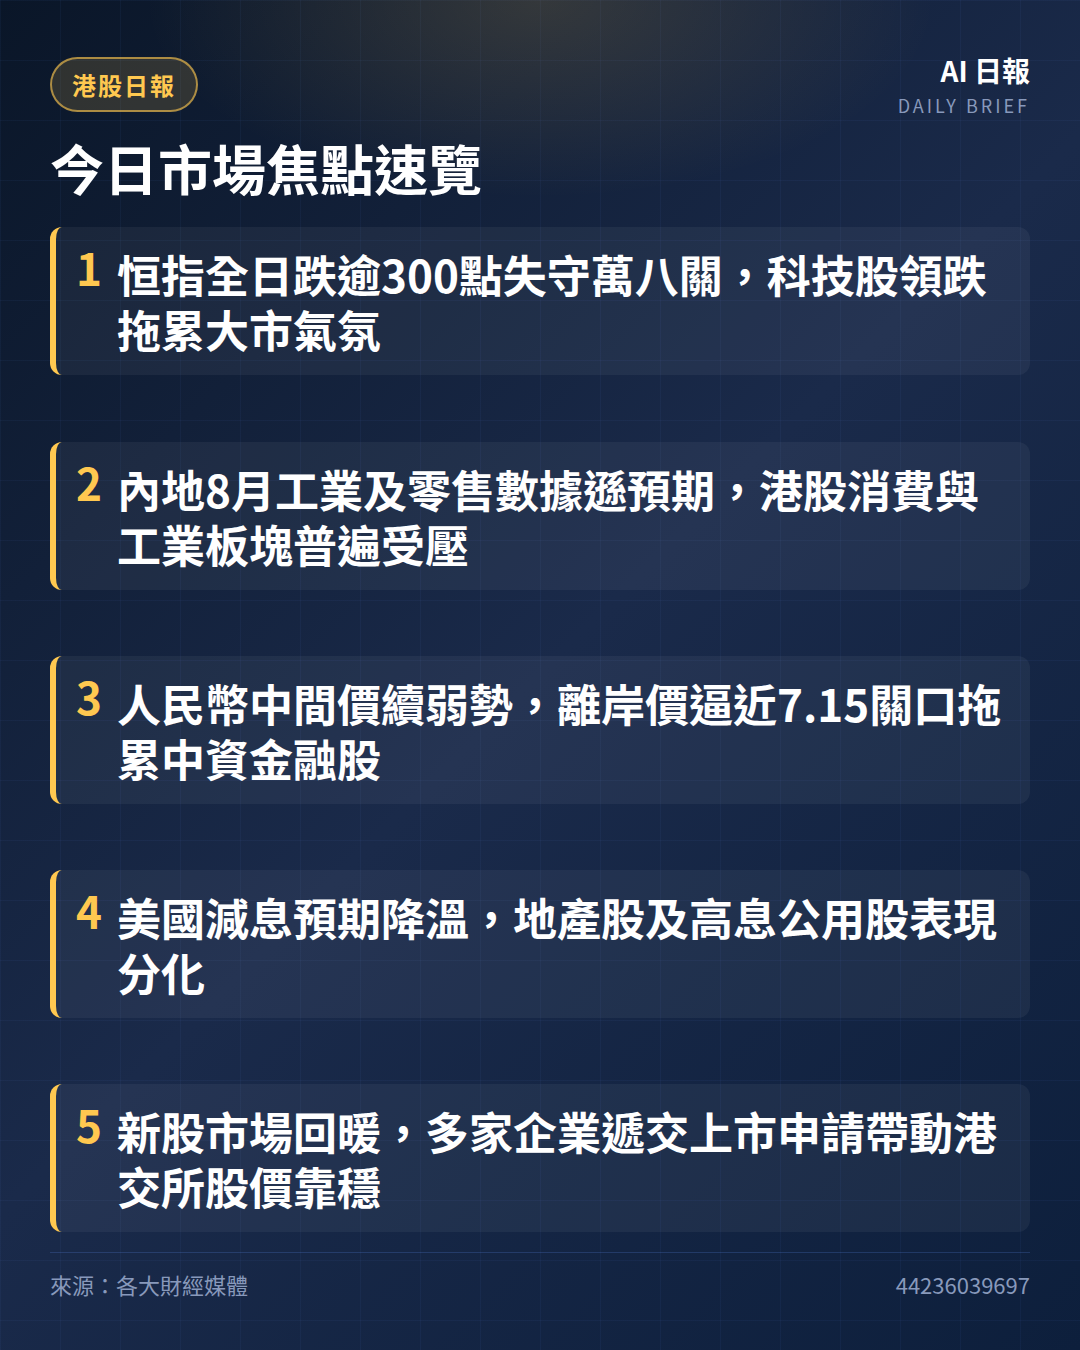 港股日報
AI 日報
DAILY BRIEF
今日市場焦點速覽
1 恒指全日跌逾300點失守萬八關，科技股領跌
拖累大市氣氛
2 內地8月工業及零售數據遜預期，港股消費與
工業板塊普遍受壓
3 人民幣中間價續弱勢，離岸價逼近7.15關口拖
累中資金融股
4 美國減息預期降溫，地產股及高息公用股表現
分化
5 新股市場回暖，多家企業遞交上市申請帶動港
交所股價靠穩
來源：各大財經媒體
44236039697